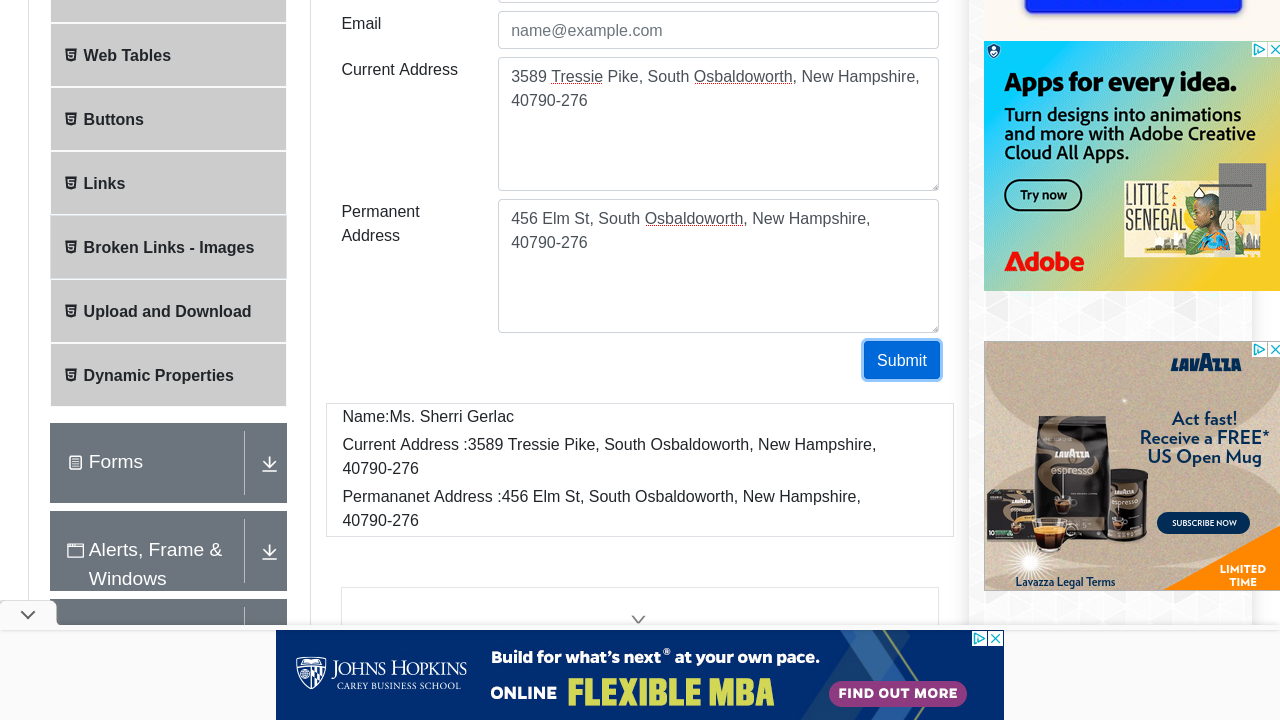 Web Tables
Buttons
Links
Broken Links - Images
Upload and Download
Dynamic Properties
Forms
Alerts, Frame &
Windows
Email
name@example.com
Current Address
3589 Tressie Pike, South Osbaldoworth, New Hampshire,
40790-276
Permanent
Address
456 Elm St, South Osbaldoworth, New Hampshire,
40790-276
Submit
Name:Ms. Sherri Gerlac
Current Address :3589 Tressie Pike, South Osbaldoworth, New Hampshire,
40790-276
Permananet Address :456 Elm St, South Osbaldoworth, New Hampshire,
40790-276
Apps for every idea.
Turn designs into animations
and more with Adobe Creative
Cloud All Apps.
Try now
LITTLE
SENEGAL
Adobe
LAVAZZA
Act fast!
Receive a FREE*
US Open Mug
LAVAZZA
espresso
SUBSCRIBE NOW
LIMITED
TIME
Lavazza Legal Terms
JOHNS HOPKINS
CAREY BUSINESS SCHOOL
Build for what's next® at your own pace.
ONLINE FLEXIBLE MBA
FIND OUT MORE